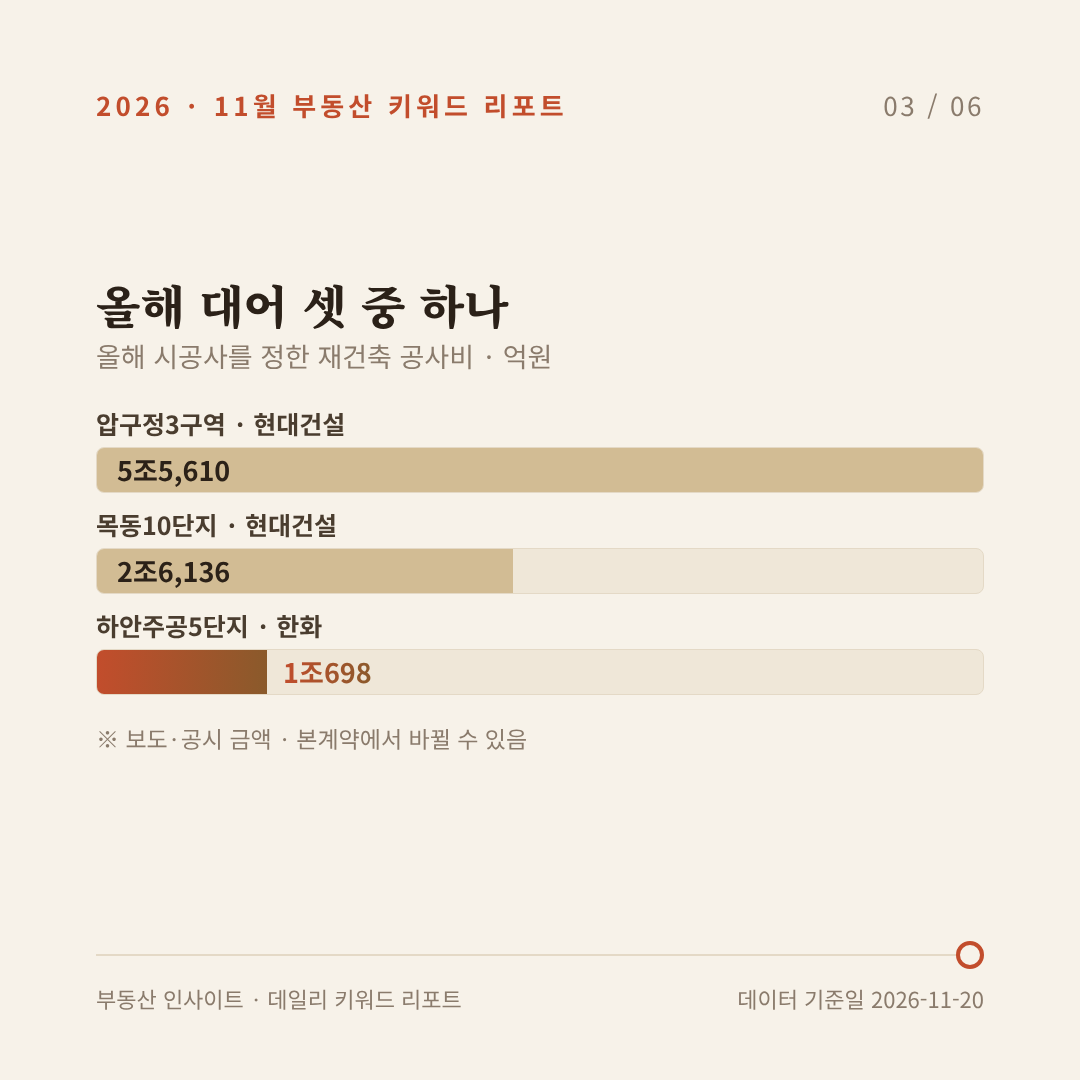 2026 · 11월 부동산 키워드 리포트
03 / 06
올해 대어 셋 중 하나
올해 시공사를 정한 재건축 공사비 · 억원
압구정3구역 · 현대건설
5조5,610
목동10단지 · 현대건설
2조6,136
하안주공5단지 · 한화
1조698
※ 보도·공시 금액 · 본계약에서 바뀔 수 있음
부동산 인사이트 · 데일리 키워드 리포트
데이터 기준일 2026-11-20